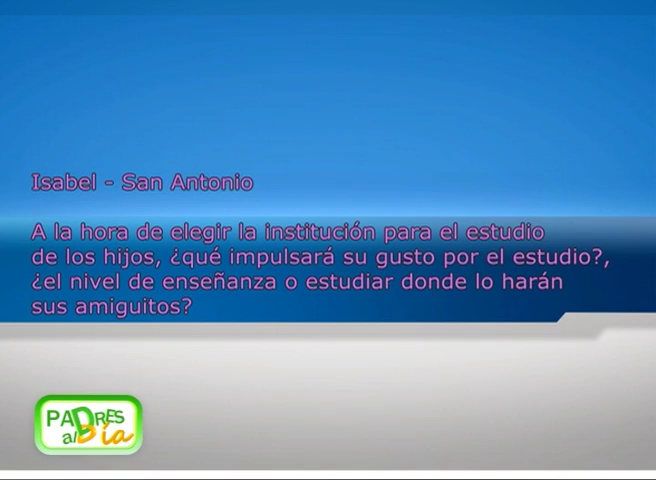 Isabel - San Antonio
A la hora de elegir la institución para el estudio
de los hijos, ¿qué impulsará su gusto por el estudio?,
¿el nivel de enseñanza o estudiar donde lo harán
sus amiguitos?
PADRES
al Día